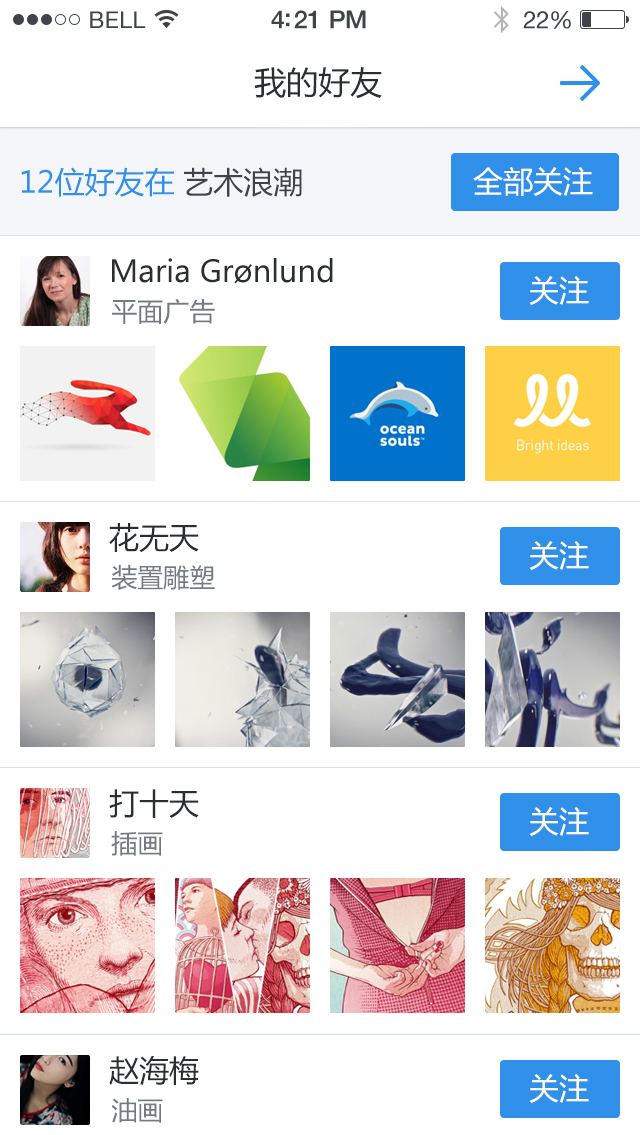 BELL 4:21 PM 22%
我的好友
12位好友在 艺术浪潮 全部关注
Maria Grønlund
平面广告
关注
ocean
souls™
Bright ideas
花无天
装置雕塑
关注
打十天
插画
关注
赵海梅
油画
关注